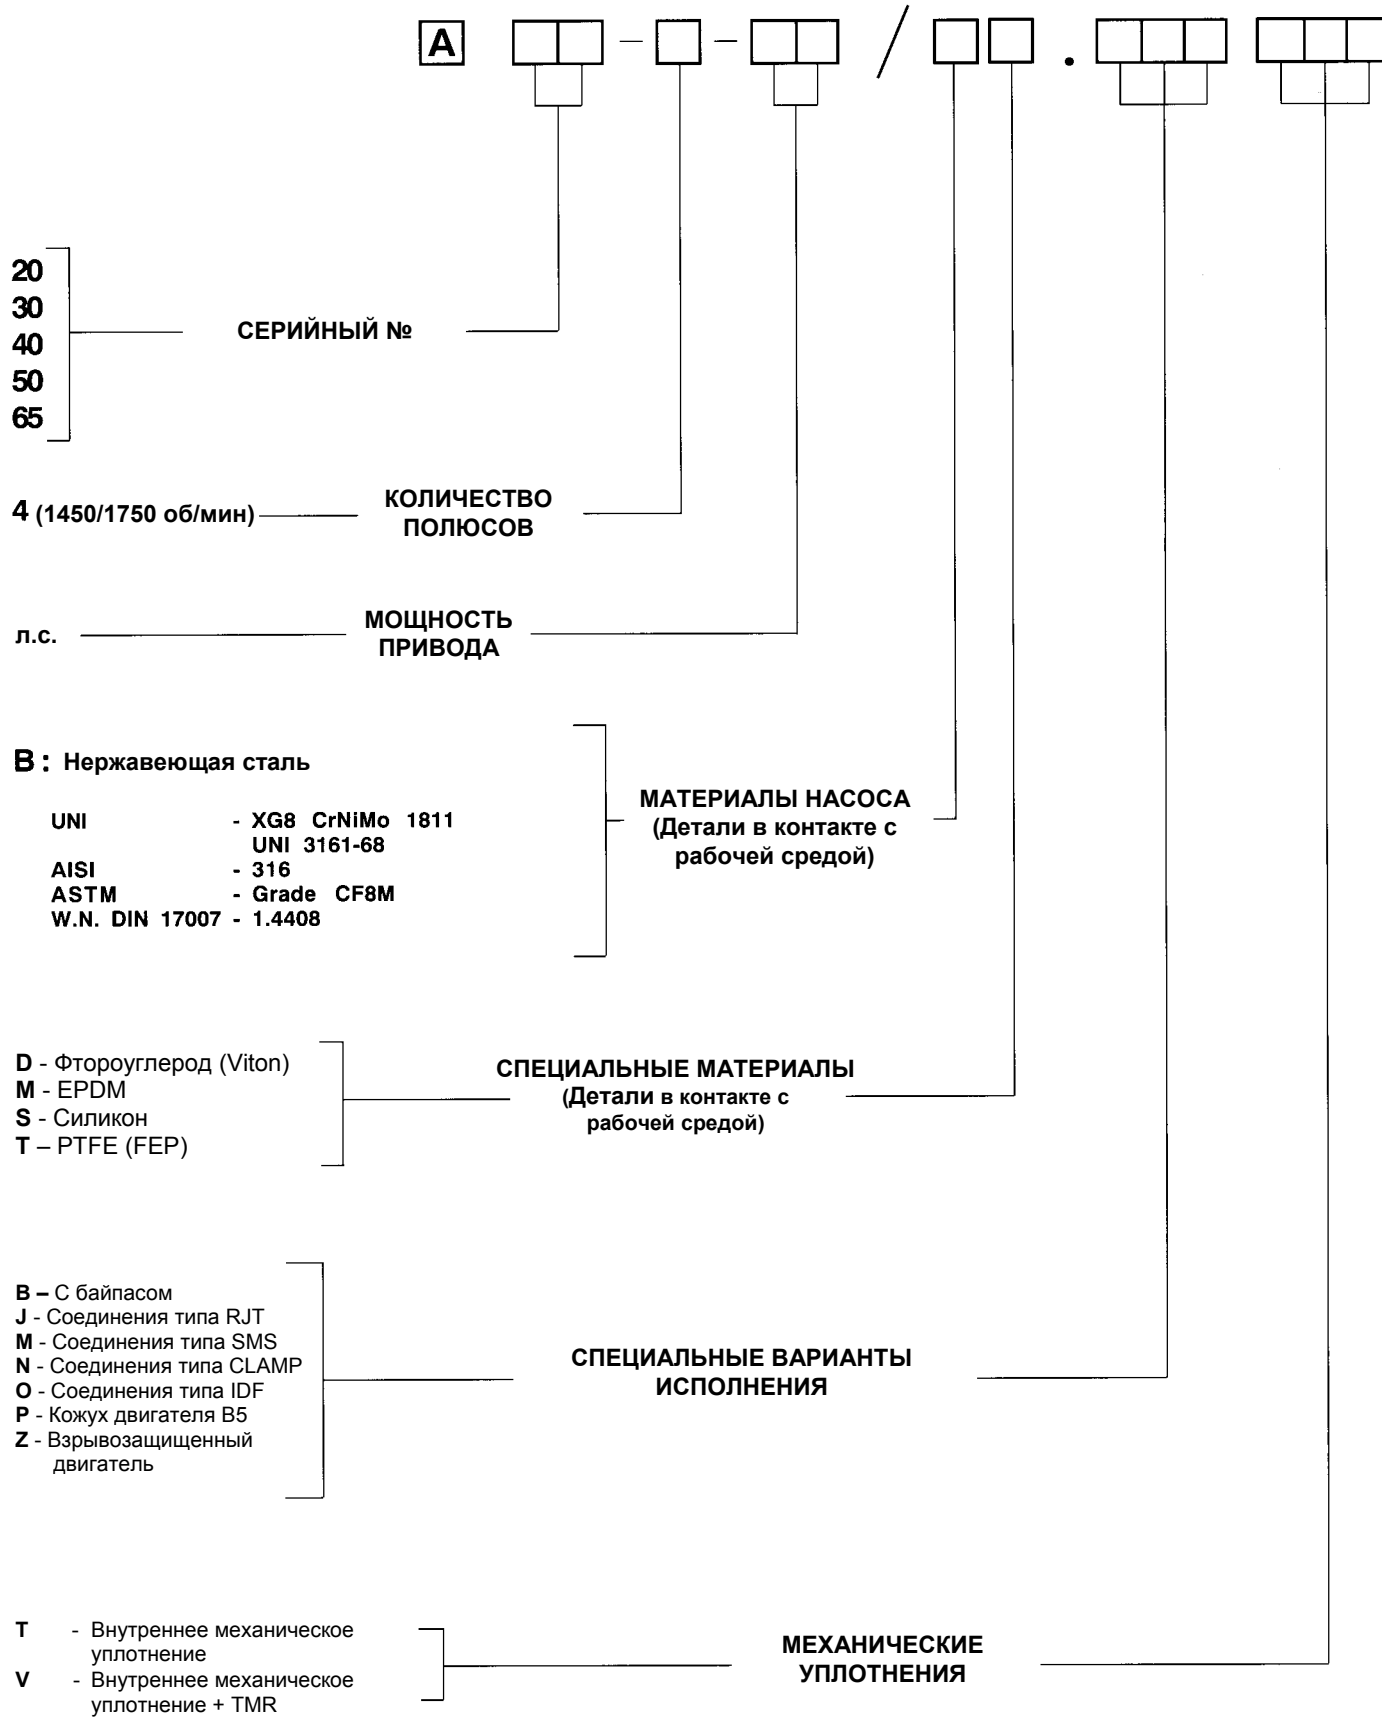 A – – / .
20
30
40
50
65
СЕРИЙНЫЙ №
4 (1450/1750 об/мин)
КОЛИЧЕСТВО
ПОЛЮСОВ
л.с.
МОЩНОСТЬ
ПРИВОДА
B : Нержавеющая сталь
UNI - XG8 CrNiMo 1811
UNI 3161-68
AISI - 316
ASTM - Grade CF8M
W.N. DIN 17007 - 1.4408
МАТЕРИАЛЫ НАСОСА
(Детали в контакте с
рабочей средой)
D - Фтороуглерод (Viton)
M - EPDM
S - Силикон
T – PTFE (FEP)
СПЕЦИАЛЬНЫЕ МАТЕРИАЛЫ
(Детали в контакте с
рабочей средой)
B – С байпасом
J - Соединения типа RJT
M - Соединения типа SMS
N - Соединения типа CLAMP
O - Соединения типа IDF
P - Кожух двигателя B5
Z - Взрывозащищенный
двигатель
СПЕЦИАЛЬНЫЕ ВАРИАНТЫ
ИСПОЛНЕНИЯ
T - Внутреннее механическое
уплотнение
V - Внутреннее механическое
уплотнение + TMR
МЕХАНИЧЕСКИЕ
УПЛОТНЕНИЯ